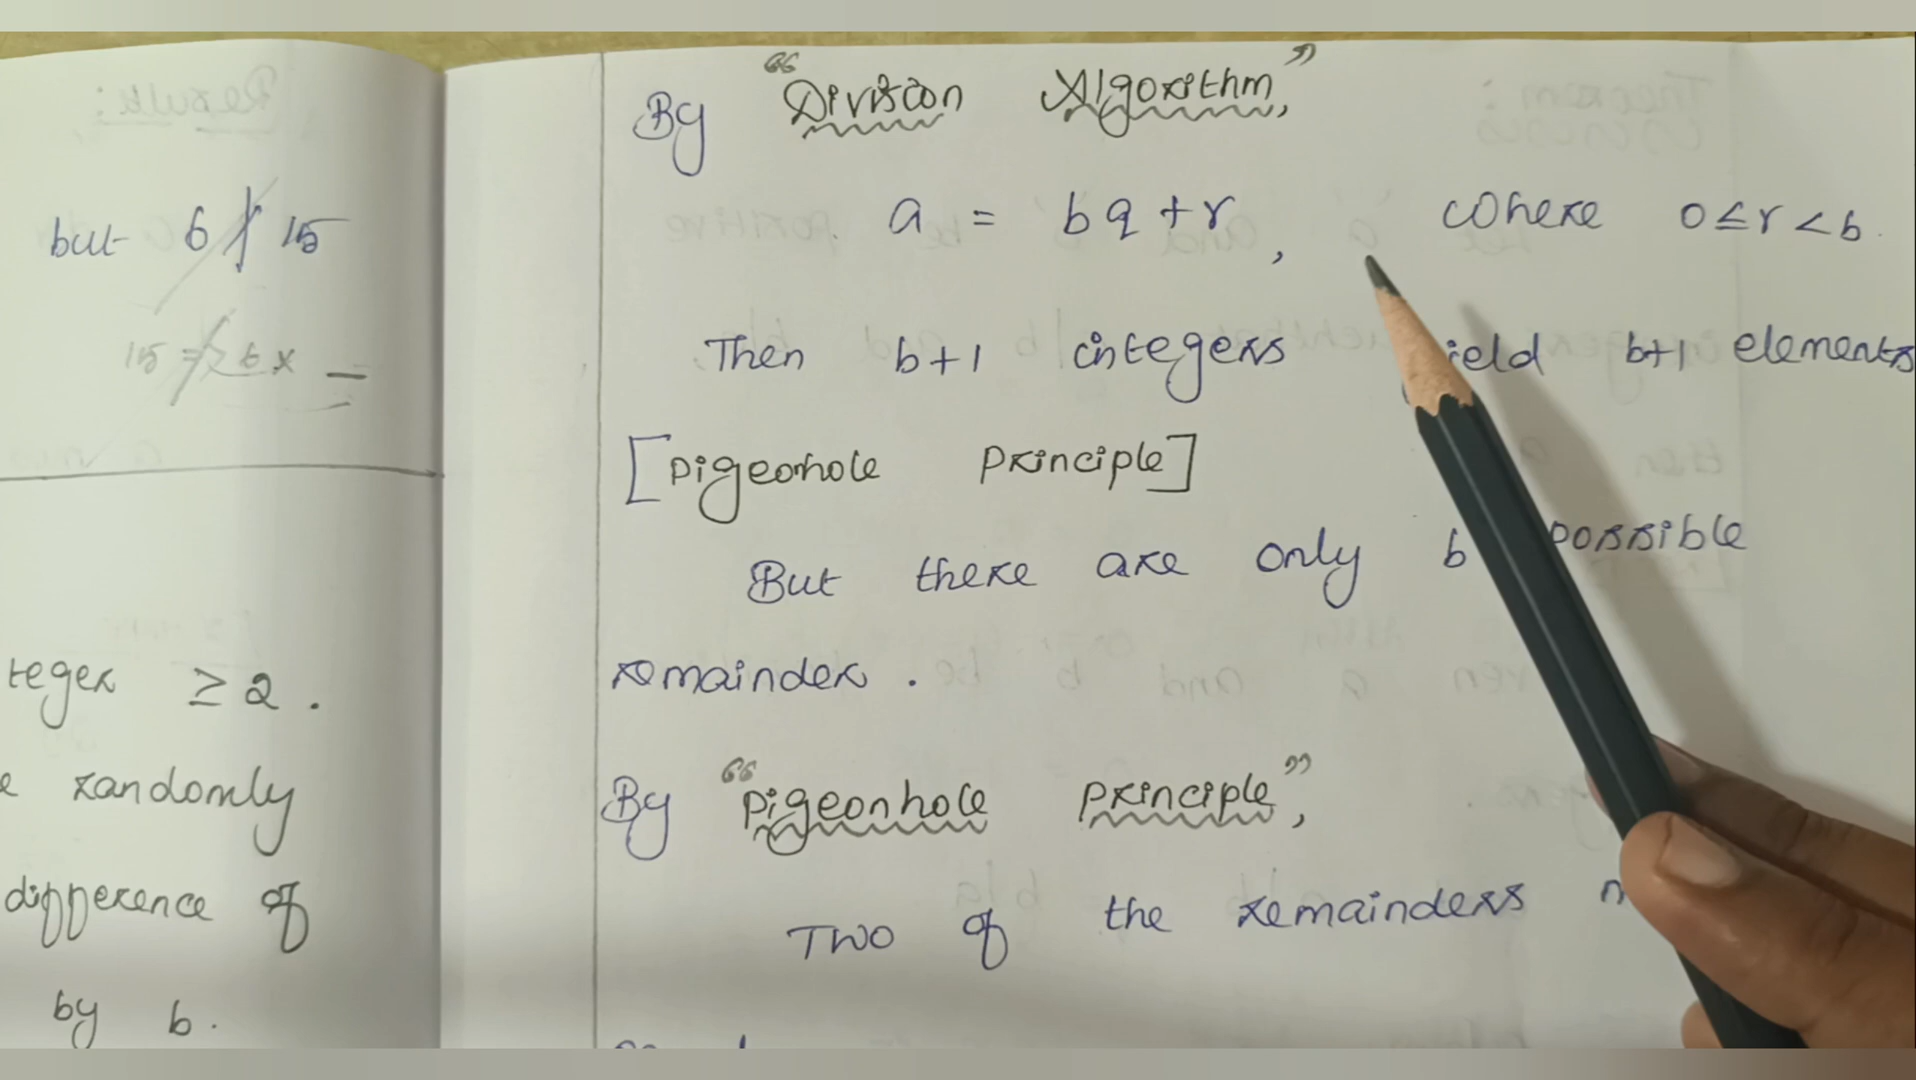 but 6 ∤ 15
15 ≠> 6 × _
teger ≥ 2 .
e randomly
difference of
by b .
By "Division Algorithm,"
a = bq + r , where 0 ≤ r < b .
Then b+1 integers ield b+1 elements
[Pigeonhole Principle]
But there are only b possible
remainder .
By "Pigeonhole Principle",
Two of the remainders